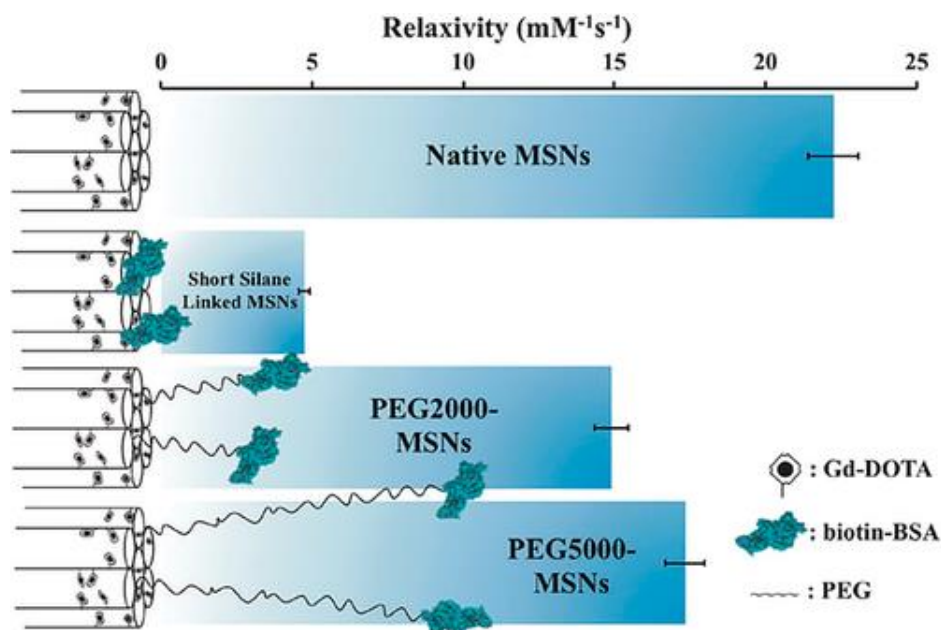 Relaxivity (mM⁻¹s⁻¹)
0 5 10 15 20 25
Native MSNs
Short Silane
Linked MSNs
PEG2000-
MSNs
PEG5000-
MSNs
: Gd-DOTA
: biotin-BSA
: PEG